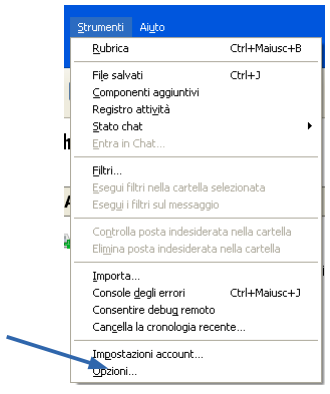 Strumenti Aiuto
Rubrica Ctrl+Maiusc+B
File salvati Ctrl+J
Componenti aggiuntivi
Registro attività
Stato chat
Entra in Chat...
Filtri...
Esegui filtri nella cartella selezionata
Esegui i filtri sul messaggio
Controlla posta indesiderata nella cartella
Elimina posta indesiderata nella cartella
Importa...
Console degli errori Ctrl+Maiusc+J
Consentire debug remoto
Cancella la cronologia recente...
Impostazioni account...
Opzioni...